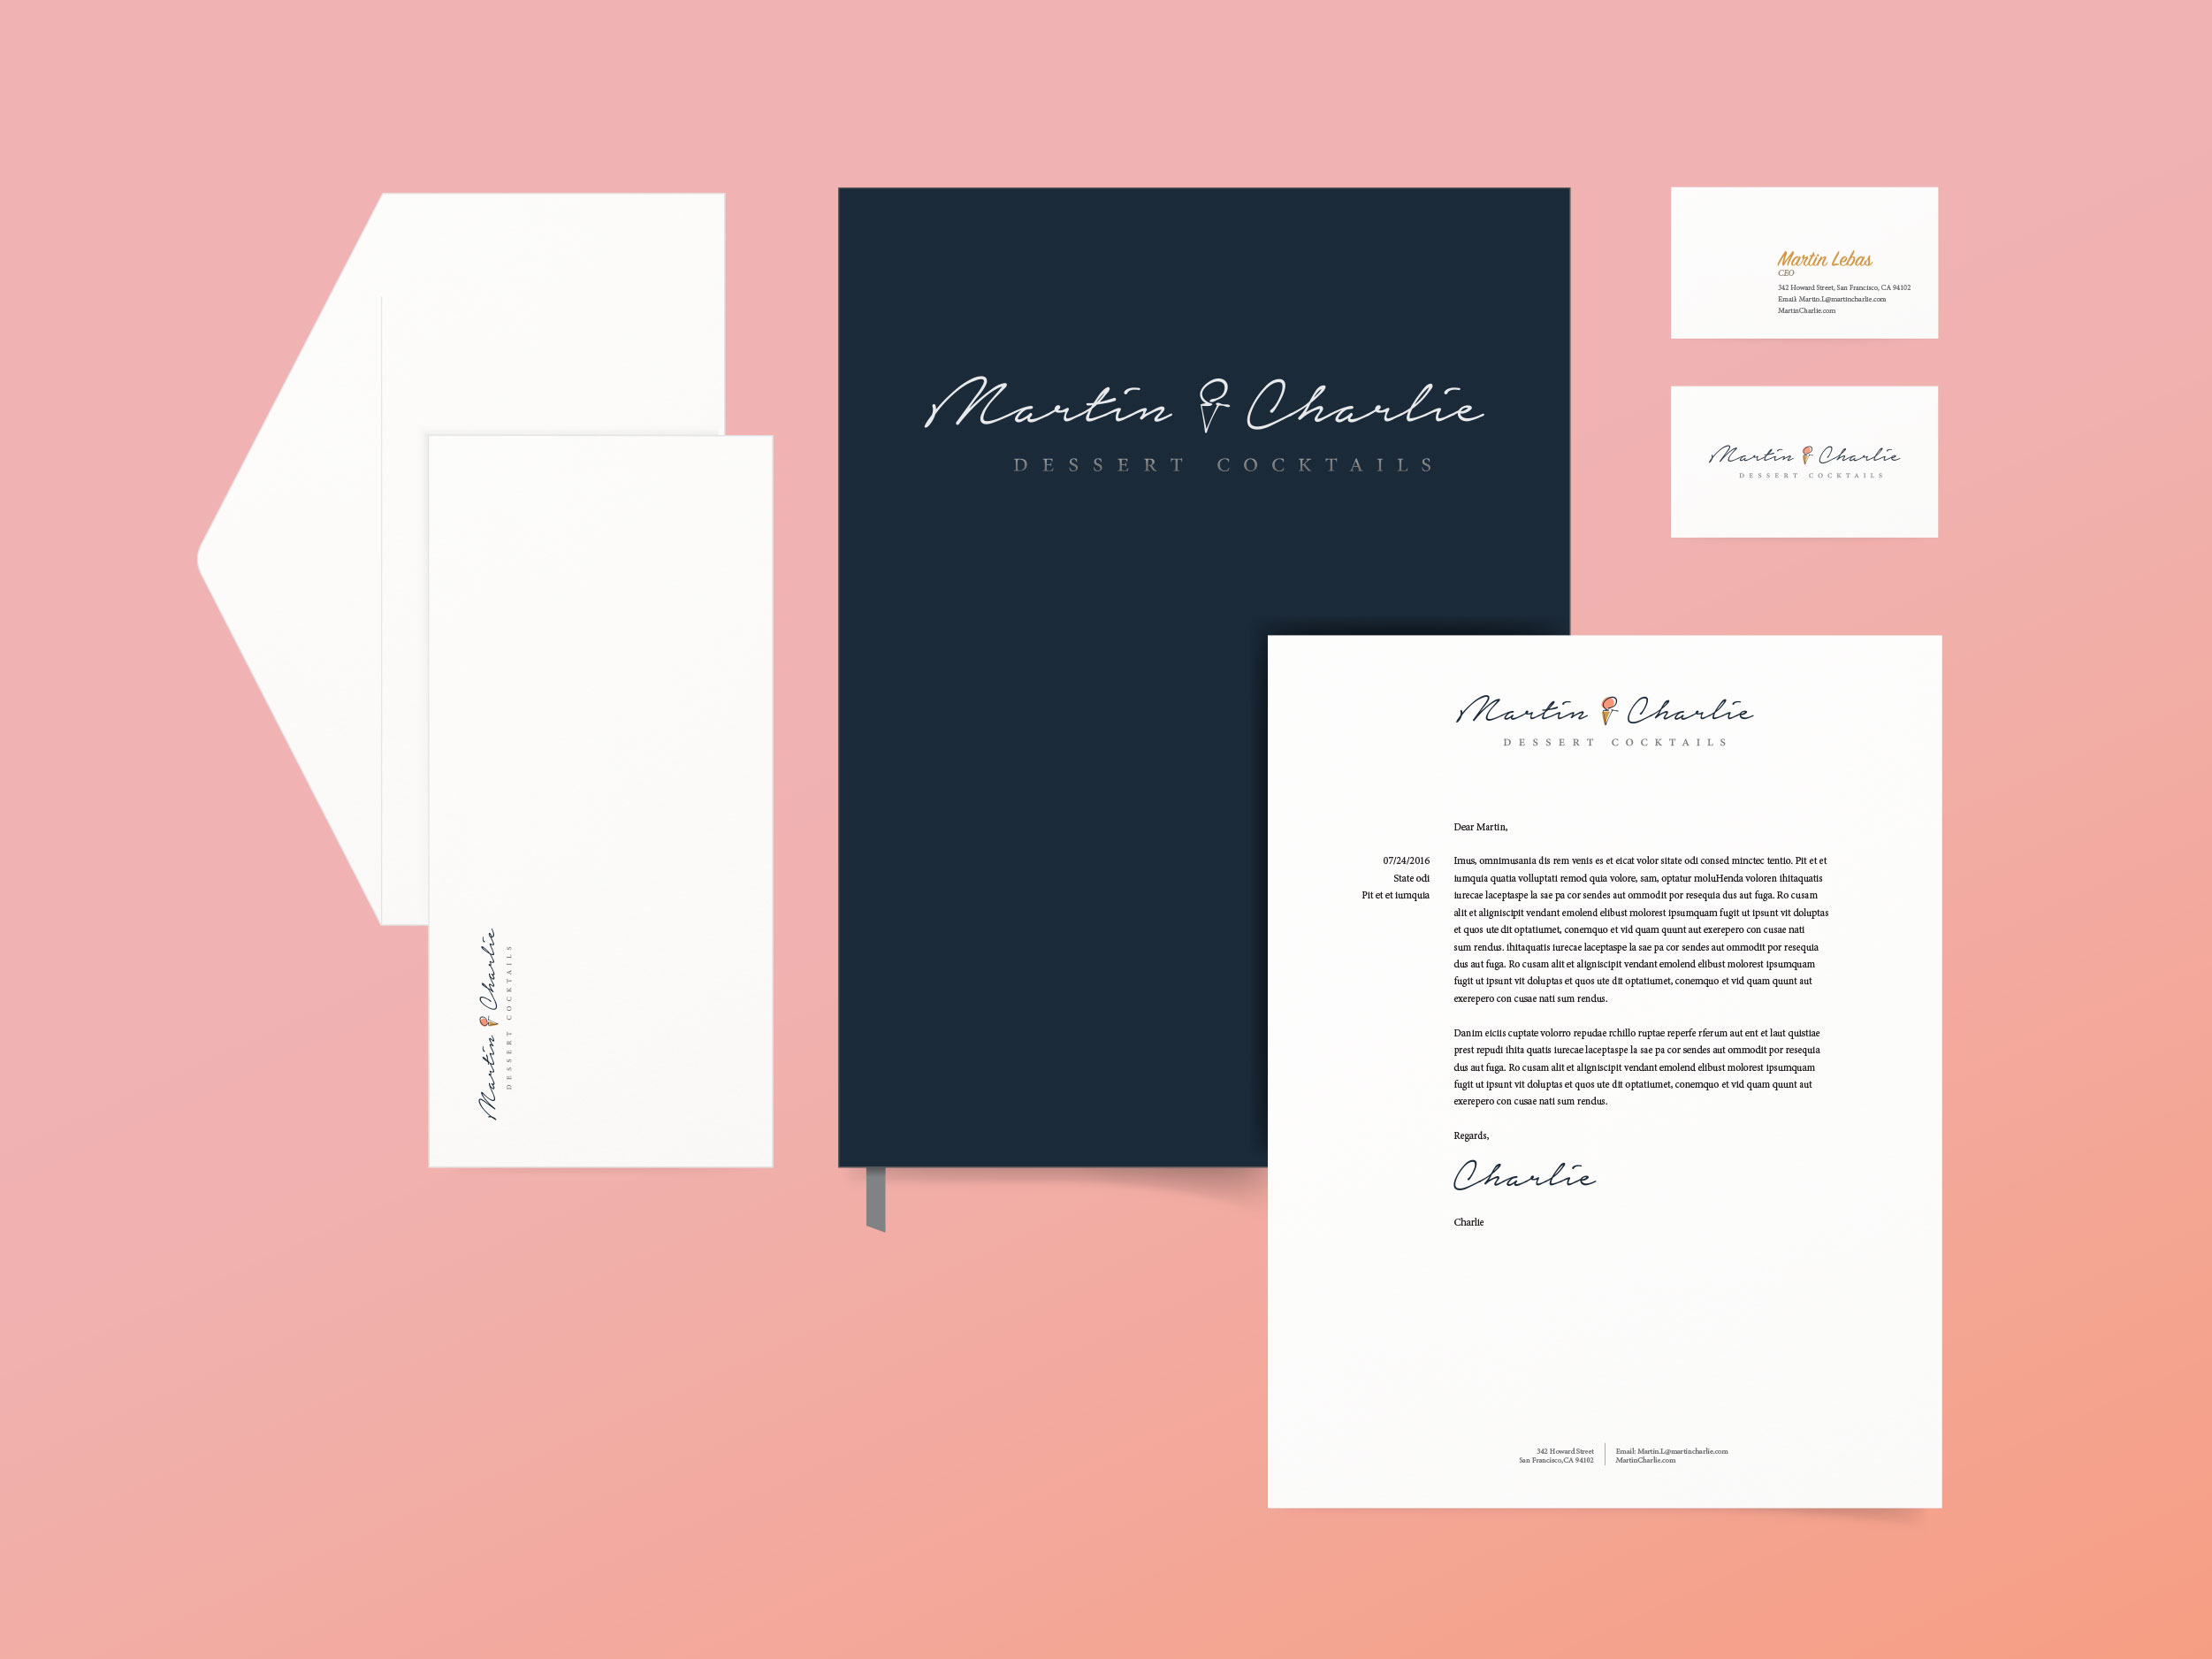 Martin Charlie
DESSERT COCKTAILS
Martin Charlie
DESSERT COCKTAILS
Martin Lebas
CEO
342 Howard Street, San Francisco, CA 94102
Email: Martin.L@martincharlie.com
MartinCharlie.com
Martin Charlie
DESSERT COCKTAILS
Martin Charlie
DESSERT COCKTAILS
Dear Martin,
07/24/2016
State odi
Pit et et iumquia
Imus, omnimusania dis rem venis es et eicat volor sitate odi consed minctec tentio. Pit et et
iumquia quatia volluptati remod quia volore, sam, optatur moluHenda voloren ihitaquatis
iurecae laceptaspe la sae pa cor sendes aut ommodit por resequia dus aut fuga. Ro cusam
alit et aligniscipit vendant emolend elibust molorest ipsumquam fugit ut ipsunt vit doluptas
et quos ute dit optatiumet, conemquo et vid quam quunt aut exerepero con cusae nati
sum rendus. ihitaquatis iurecae laceptaspe la sae pa cor sendes aut ommodit por resequia
dus aut fuga. Ro cusam alit et aligniscipit vendant emolend elibust molorest ipsumquam
fugit ut ipsunt vit doluptas et quos ute dit optatiumet, conemquo et vid quam quunt aut
exerepero con cusae nati sum rendus.
Danim eiciis cuptate volorro repudae rchillo ruptae reperfe rferum aut ent et laut quistiae
prest repudi ihita quatis iurecae laceptaspe la sae pa cor sendes aut ommodit por resequia
dus aut fuga. Ro cusam alit et aligniscipit vendant emolend elibust molorest ipsumquam
fugit ut ipsunt vit doluptas et quos ute dit optatiumet, conemquo et vid quam quunt aut
exerepero con cusae nati sum rendus.
Regards,
Charlie
Charlie
342 Howard Street
San Francisco,CA 94102
Email: Martin.L@martincharlie.com
MartinCharlie.com